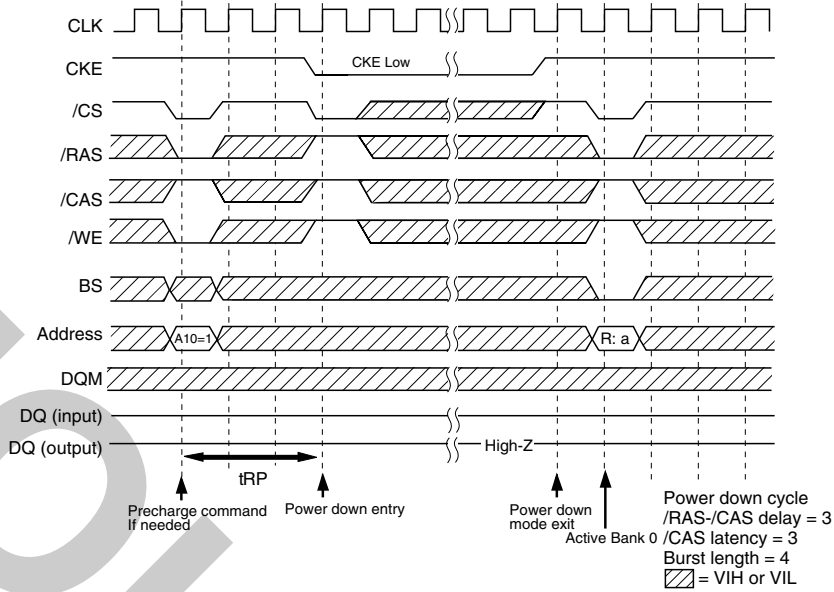 CLK
CKE
CKE Low
/CS
/RAS
/CAS
/WE
BS
Address
A10=1
R: a
DQM
DQ (input)
DQ (output)
High-Z
tRP
Precharge command
If needed
Power down entry
Power down
mode exit
Active Bank 0
Power down cycle
/RAS-/CAS delay = 3
/CAS latency = 3
Burst length = 4
= VIH or VIL